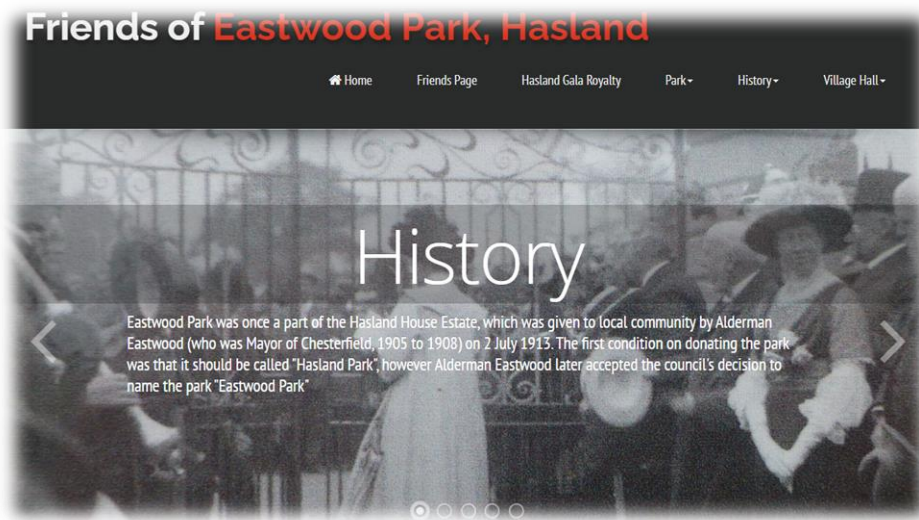 Friends of Eastwood Park, Hasland
Home Friends Page Hasland Gala Royalty Park History Village Hall
History
Eastwood Park was once a part of the Hasland House Estate, which was given to local community by Alderman
Eastwood (who was Mayor of Chesterfield, 1905 to 1908) on 2 July 1913. The first condition on donating the park
was that it should be called "Hasland Park", however Alderman Eastwood later accepted the council's decision to
name the park "Eastwood Park"